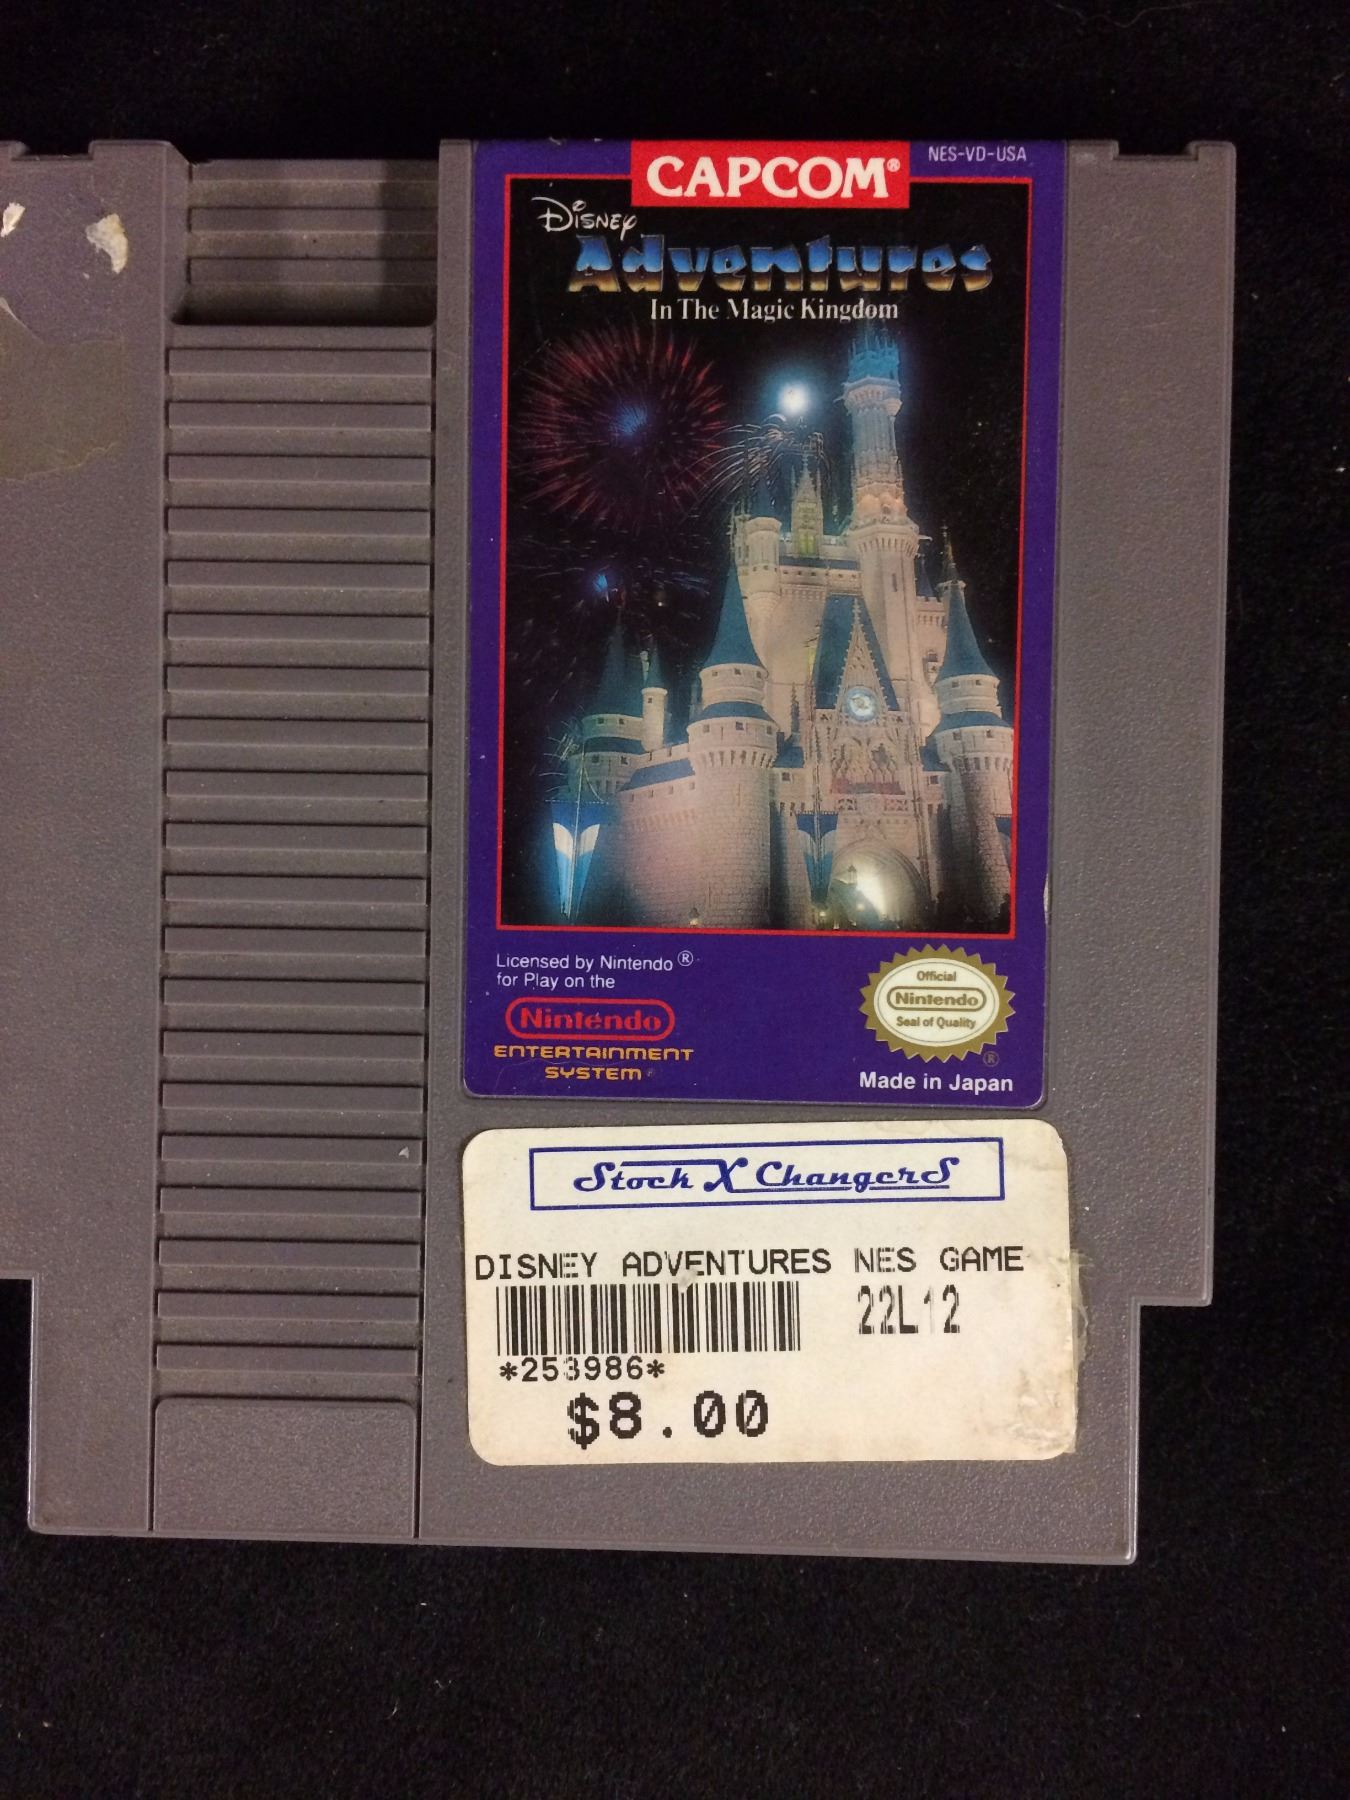 CAPCOM®
NES-VD-USA
Disney
Adventures
In The Magic Kingdom
Licensed by Nintendo®
for Play on the
Nintendo
ENTERTAINMENT
SYSTEM®
Official
Nintendo
Seal of Quality
®
Made in Japan
Stock X ChangerS
DISNEY ADVENTURES NES GAME
22L12
*253986*
$8.00